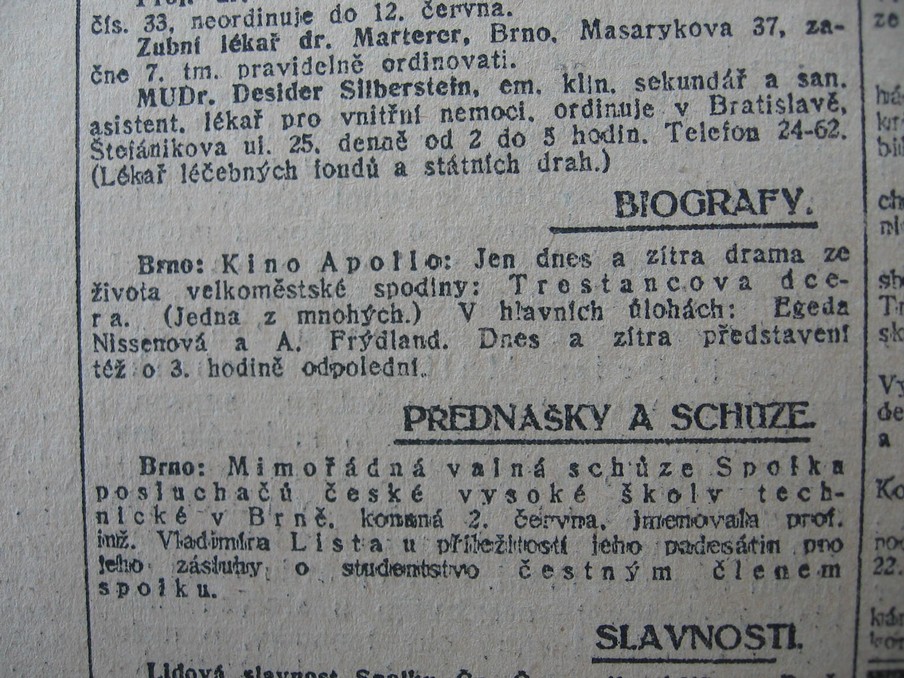 čís. 33, neordinuje do 12. června.
Zubní lékař dr. Marterer, Brno, Masarykova 37, za-
čne 7. tm. pravidelně ordinovati.
MUDr. Desider Silberstein, em. klin. sekundář a san.
asistent, lékař pro vnitřní nemoci, ordinuje v Bratislavě,
Štefánikova ul. 25. denně od 2 do 5 hodin. Telefon 24-62.
(Lékař léčebných fondů a státních drah.)
BIOGRAFY.
Brno: Kino Apollo: Jen dnes a zítra drama ze
života velkoměstské spodiny: Trestancova dce-
ra. (Jedna z mnohých.) V hlavních úlohách: Egeda
Nissenová a A. Frýdland. Dnes a zítra představení
též o 3. hodině odpolední.
PŘEDNÁŠKY A SCHŮZE.
Brno: Mimořádná valná schůze Spolka
posluchačů české vysoké školy tech-
nické v Brně, konaná 2. června, jmenovala prof.
inž. Vladimíra Lista u příležitosti jeho padesátin pro
jeho zásluhy o studentstvo čestným členem
spolku.
SLAVNOSTI.
Lidová slavnost